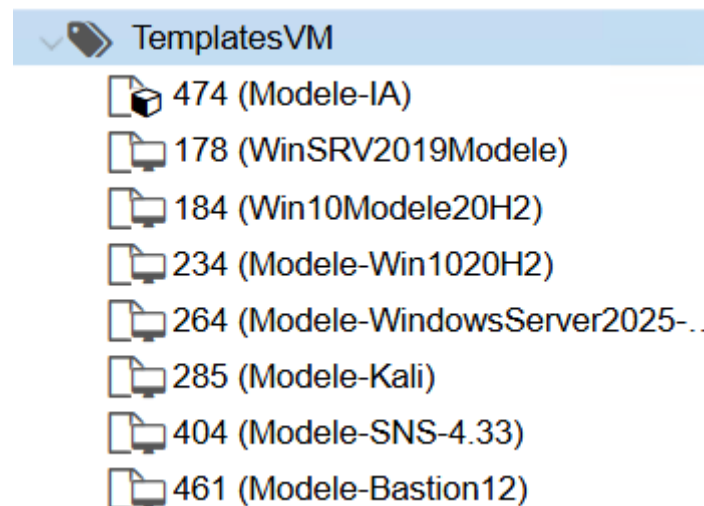 TemplatesVM
474 (Modele-IA)
178 (WinSRV2019Modele)
184 (Win10Modele20H2)
234 (Modele-Win1020H2)
264 (Modele-WindowsServer2025-...
285 (Modele-Kali)
404 (Modele-SNS-4.33)
461 (Modele-Bastion12)